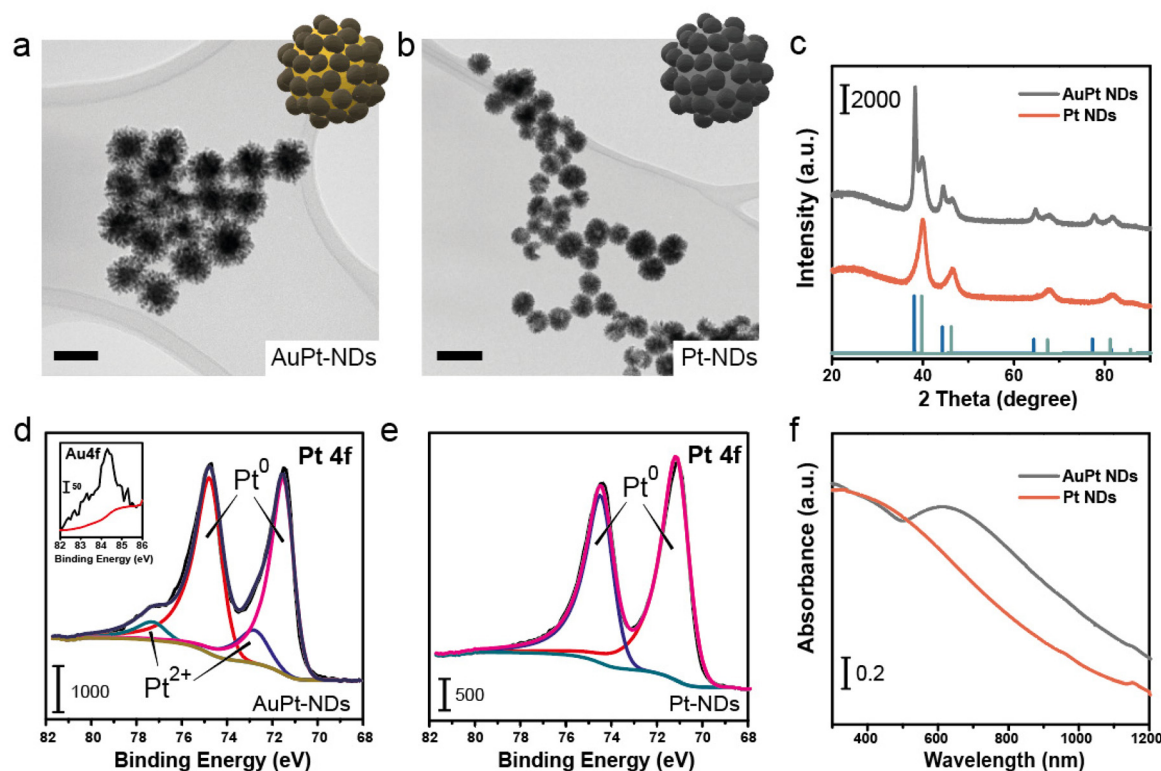 a
AuPt-NDs
b
Pt-NDs
c
2000
AuPt NDs
Pt NDs
Intensity (a.u.)
20 40 60 80
2 Theta (degree)
d
Au4f
50
82 83 84 85 86
Binding Energy (eV)
Pt 4f
Pt⁰
Pt²⁺
1000
AuPt-NDs
82 80 78 76 74 72 70 68
Binding Energy (eV)
e
Pt 4f
Pt⁰
500
Pt-NDs
82 80 78 76 74 72 70 68
Binding Energy (eV)
f
AuPt NDs
Pt NDs
Absorbance (a.u.)
0.2
400 600 800 1000 1200
Wavelength (nm)